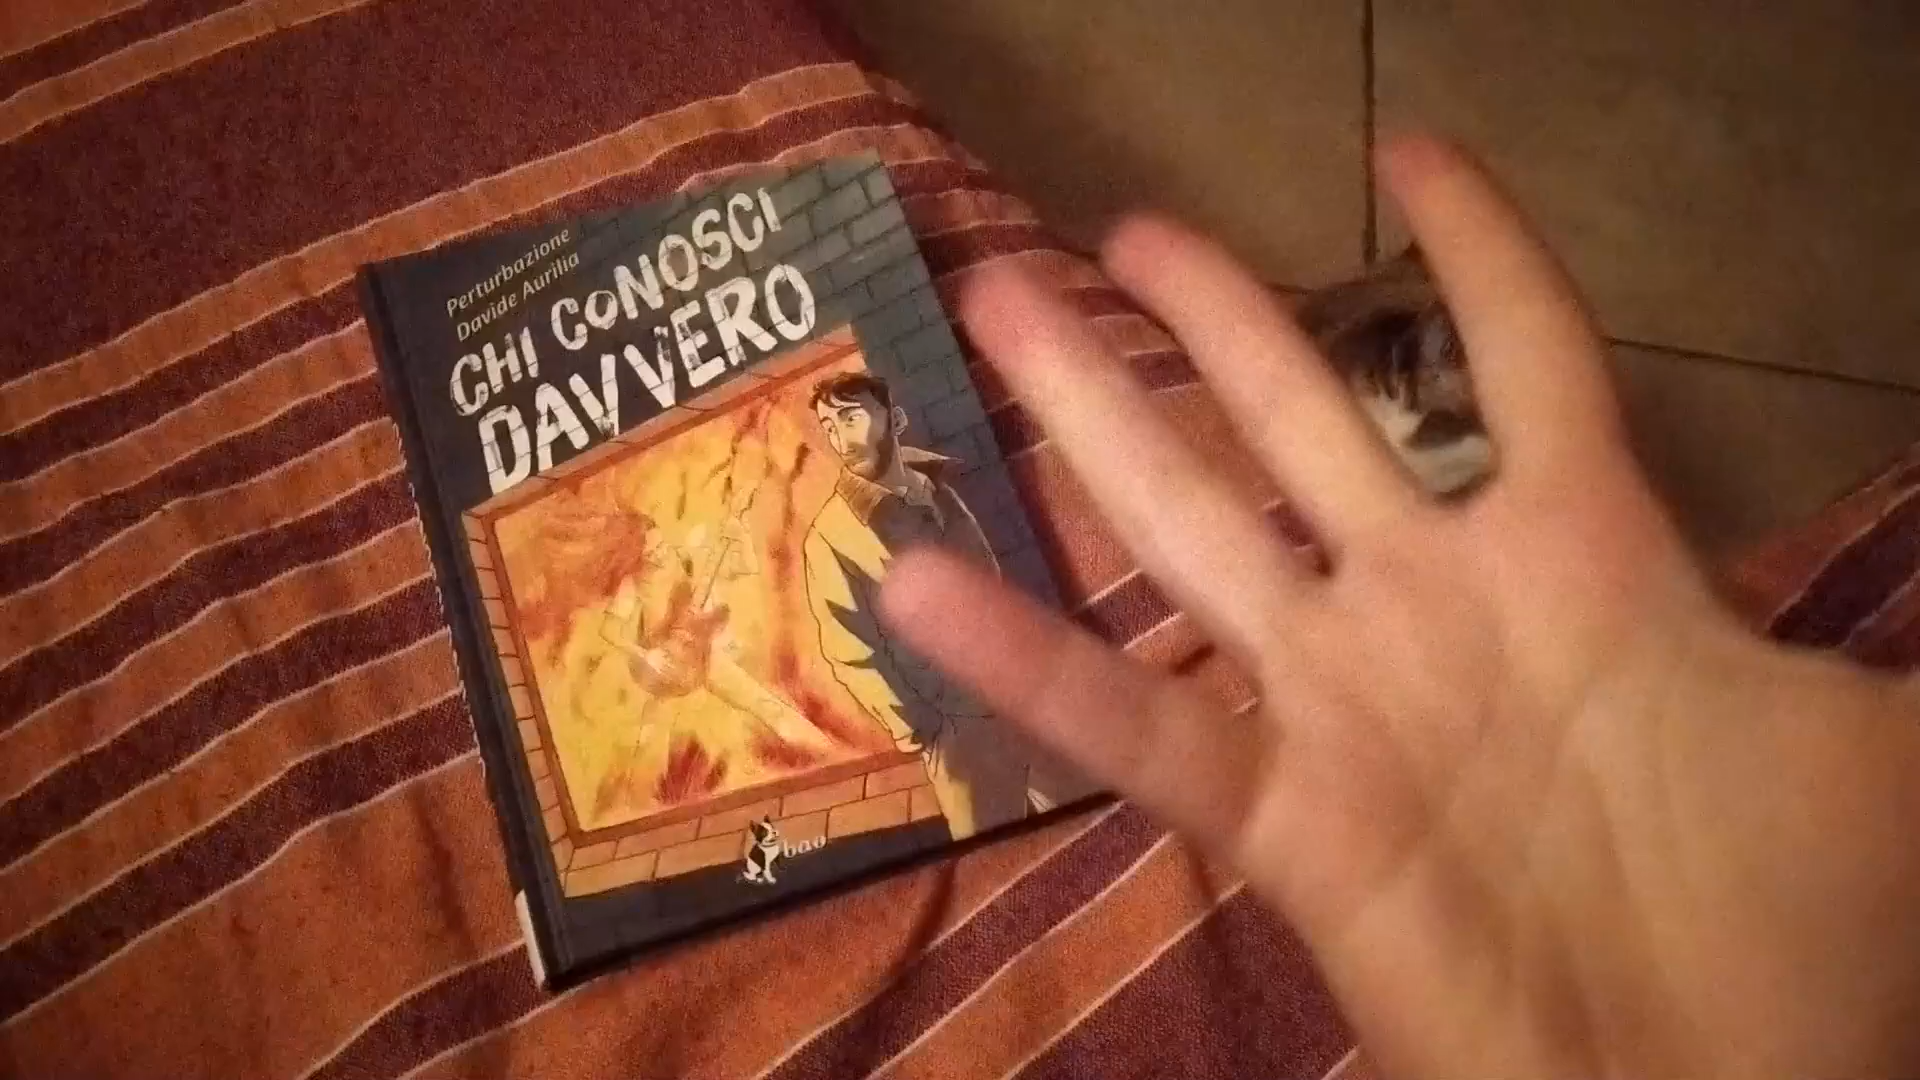 Perturbazione
Davide Aurilia
CHI CONOSCI
DAVVERO
bao